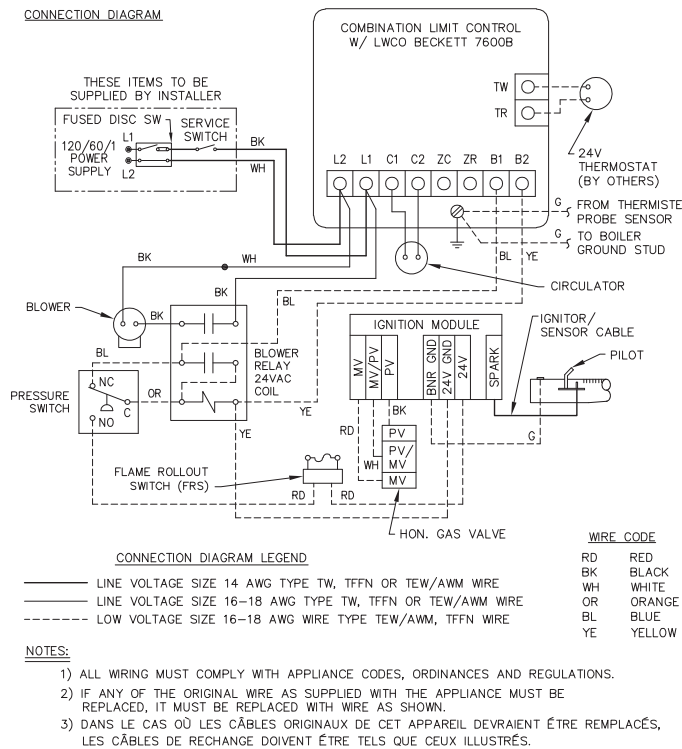 CONNECTION DIAGRAM
COMBINATION LIMIT CONTROL
W/ LWCO BECKETT 7600B
THESE ITEMS TO BE
SUPPLIED BY INSTALLER
FUSED DISC SW
SERVICE
SWITCH
L1
120/60/1
POWER
SUPPLY
L2
BK
WH
TW
TR
24V
THERMOSTAT
(BY OTHERS)
L2 L1 C1 C2 ZC ZR B1 B2
G
FROM THERMISTE
PROBE SENSOR
G
TO BOILER
GROUND STUD
BL
YE
CIRCULATOR
BK
WH
BK
BL
BLOWER
BK
BL
BLOWER
RELAY
24VAC
COIL
PRESSURE
SWITCH
NC
C
NO
OR
YE
YE
IGNITION MODULE
MV
MV/PV
PV
BNR GND
24V GND
24V
SPARK
IGNITOR/
SENSOR CABLE
PILOT
G
BK
RD
WH
PV
PV/
MV
MV
FLAME ROLLOUT
SWITCH (FRS)
RD
RD
HON. GAS VALVE
WIRE CODE
RD RED
BK BLACK
WH WHITE
OR ORANGE
BL BLUE
YE YELLOW
CONNECTION DIAGRAM LEGEND
LINE VOLTAGE SIZE 14 AWG TYPE TW, TFFN OR TEW/AWM WIRE
LINE VOLTAGE SIZE 16-18 AWG TYPE TW, TFFN OR TEW/AWM WIRE
LOW VOLTAGE SIZE 16-18 AWG WIRE TYPE TEW/AWM, TFFN WIRE
NOTES:
1) ALL WIRING MUST COMPLY WITH APPLIANCE CODES, ORDINANCES AND REGULATIONS.
2) IF ANY OF THE ORIGINAL WIRE AS SUPPLIED WITH THE APPLIANCE MUST BE
REPLACED, IT MUST BE REPLACED WITH WIRE AS SHOWN.
3) DANS LE CAS OÙ LES CÂBLES ORIGINAUX DE CET APPAREIL DEVRAIENT ÉTRE REMPLACÉS,
LES CÂBLES DE RECHANGE DOIVENT ÉTRE TELS QUE CEUX ILLUSTRÉS.